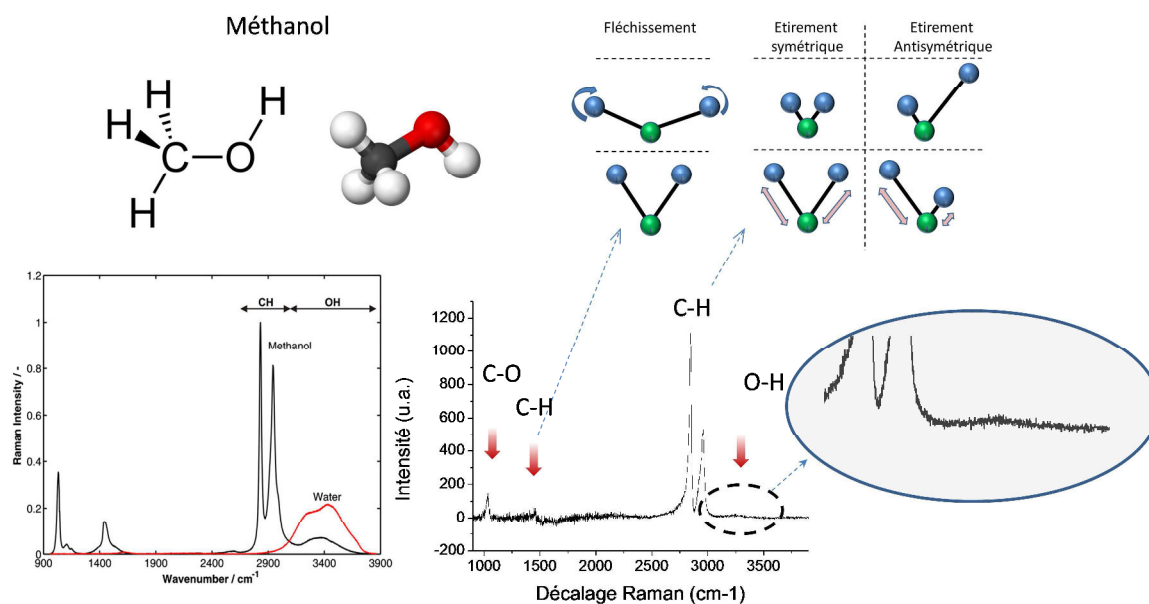 Méthanol
H
H
H
C
O
H
Fléchissement
Etirement
symétrique
Etirement
Antisymétrique
1.2
1
0.8
0.6
0.4
0.2
0
Raman Intensity / -
CH
OH
Methanol
Water
900
1400
1900
2400
2900
3400
3900
Wavenumber / cm-1
1200
1000
800
600
400
200
0
-200
Intensité (u.a.)
C-O
C-H
C-H
O-H
1000
1500
2000
2500
3000
3500
Décalage Raman (cm-1)